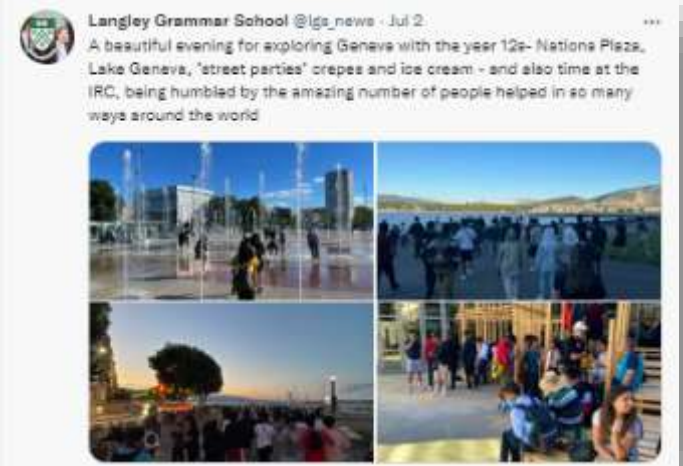 Langley Grammar School @lgs_news · Jul 2
A beautiful evening for exploring Geneva with the year 12s- Nations Plaza,
Lake Geneva, 'street parties' crepes and ice cream - and also time at the
IRC, being humbled by the amazing number of people helped in so many
ways around the world